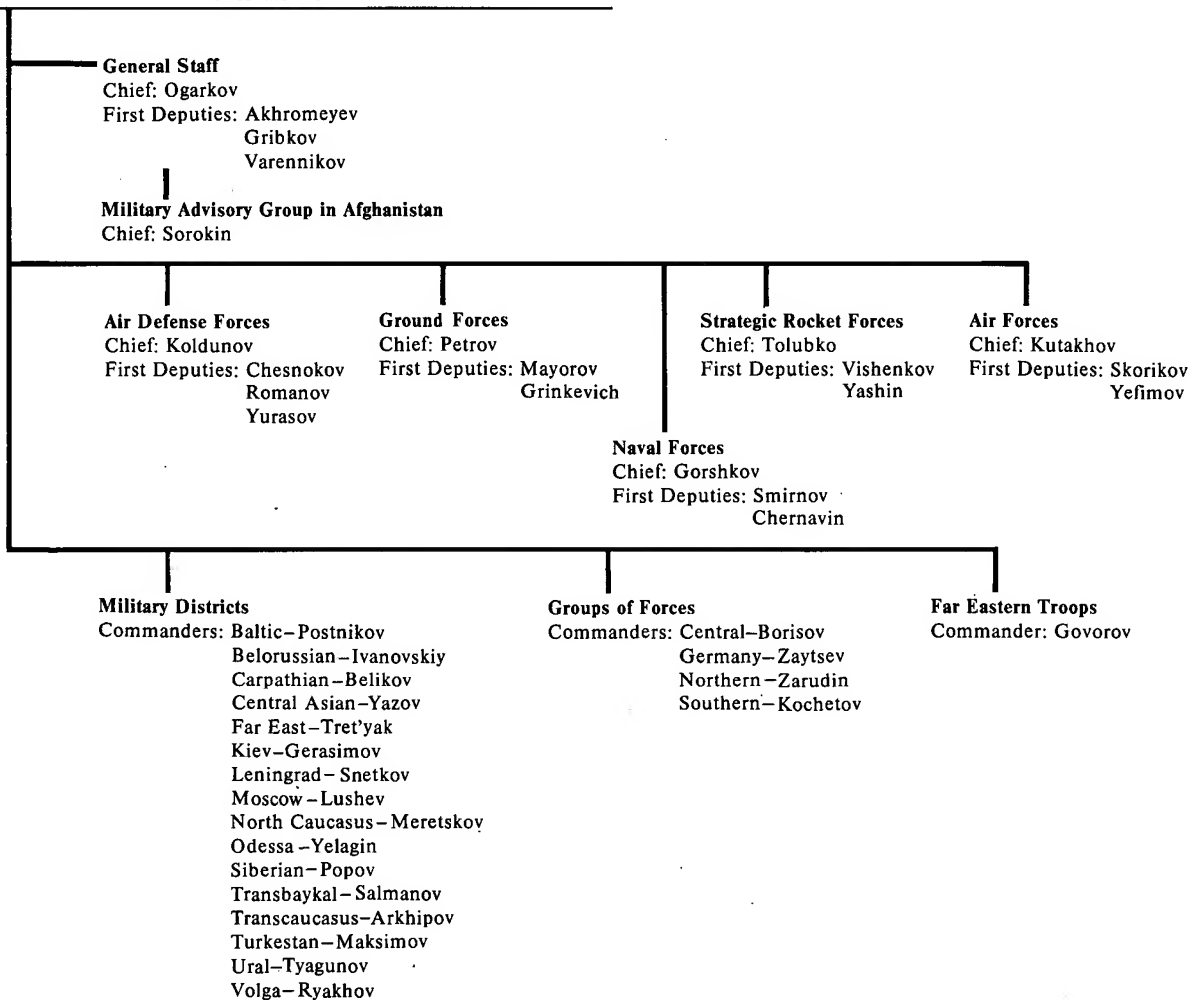 General Staff
Chief: Ogarkov
First Deputies: Akhromeyev
Gribkov
Varennikov
Military Advisory Group in Afghanistan
Chief: Sorokin
Air Defense Forces
Chief: Koldunov
First Deputies: Chesnokov
Romanov
Yurasov
Ground Forces
Chief: Petrov
First Deputies: Mayorov
Grinkevich
Strategic Rocket Forces
Chief: Tolubko
First Deputies: Vishenkov
Yashin
Air Forces
Chief: Kutakhov
First Deputies: Skorikov
Yefimov
Naval Forces
Chief: Gorshkov
First Deputies: Smirnov
Chernavin
Military Districts
Commanders: Baltic–Postnikov
Belorussian–Ivanovskiy
Carpathian–Belikov
Central Asian–Yazov
Far East–Tret'yak
Kiev–Gerasimov
Leningrad–Snetkov
Moscow–Lushev
North Caucasus–Meretskov
Odessa–Yelagin
Siberian–Popov
Transbaykal–Salmanov
Transcaucasus–Arkhipov
Turkestan–Maksimov
Ural–Tyagunov
Volga–Ryakhov
Groups of Forces
Commanders: Central–Borisov
Germany–Zaytsev
Northern–Zarudin
Southern–Kochetov
Far Eastern Troops
Commander: Govorov